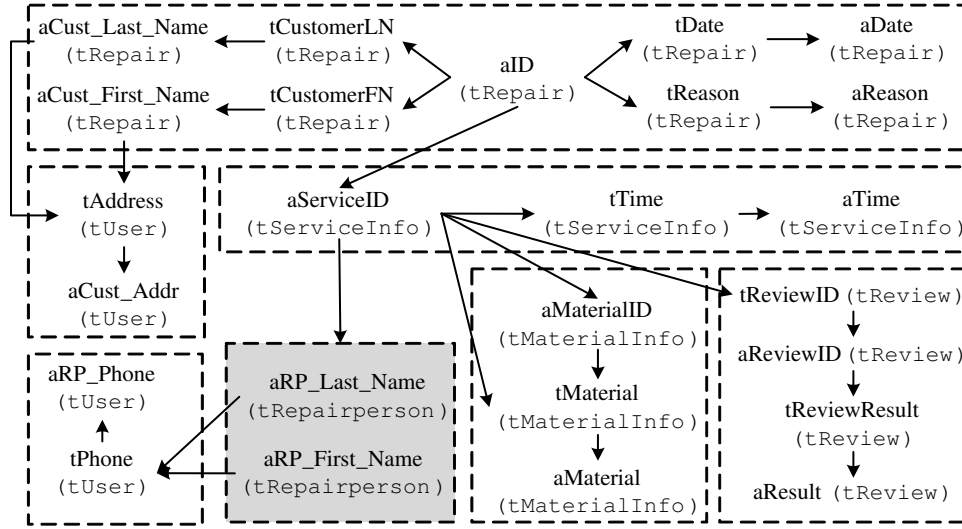 aCust_Last_Name
(tRepair)
tCustomerLN
(tRepair)
aID
(tRepair)
tDate
(tRepair)
aDate
(tRepair)
aCust_First_Name
(tRepair)
tCustomerFN
(tRepair)
tReason
(tRepair)
aReason
(tRepair)
tAddress
(tUser)
aCust_Addr
(tUser)
aServiceID
(tServiceInfo)
tTime
(tServiceInfo)
aTime
(tServiceInfo)
aRP_Phone
(tUser)
tPhone
(tUser)
aRP_Last_Name
(tRepairperson)
aRP_First_Name
(tRepairperson)
aMaterialID
(tMaterialInfo)
tMaterial
(tMaterialInfo)
aMaterial
(tMaterialInfo)
tReviewID (tReview)
aReviewID (tReview)
tReviewResult
(tReview)
aResult (tReview)